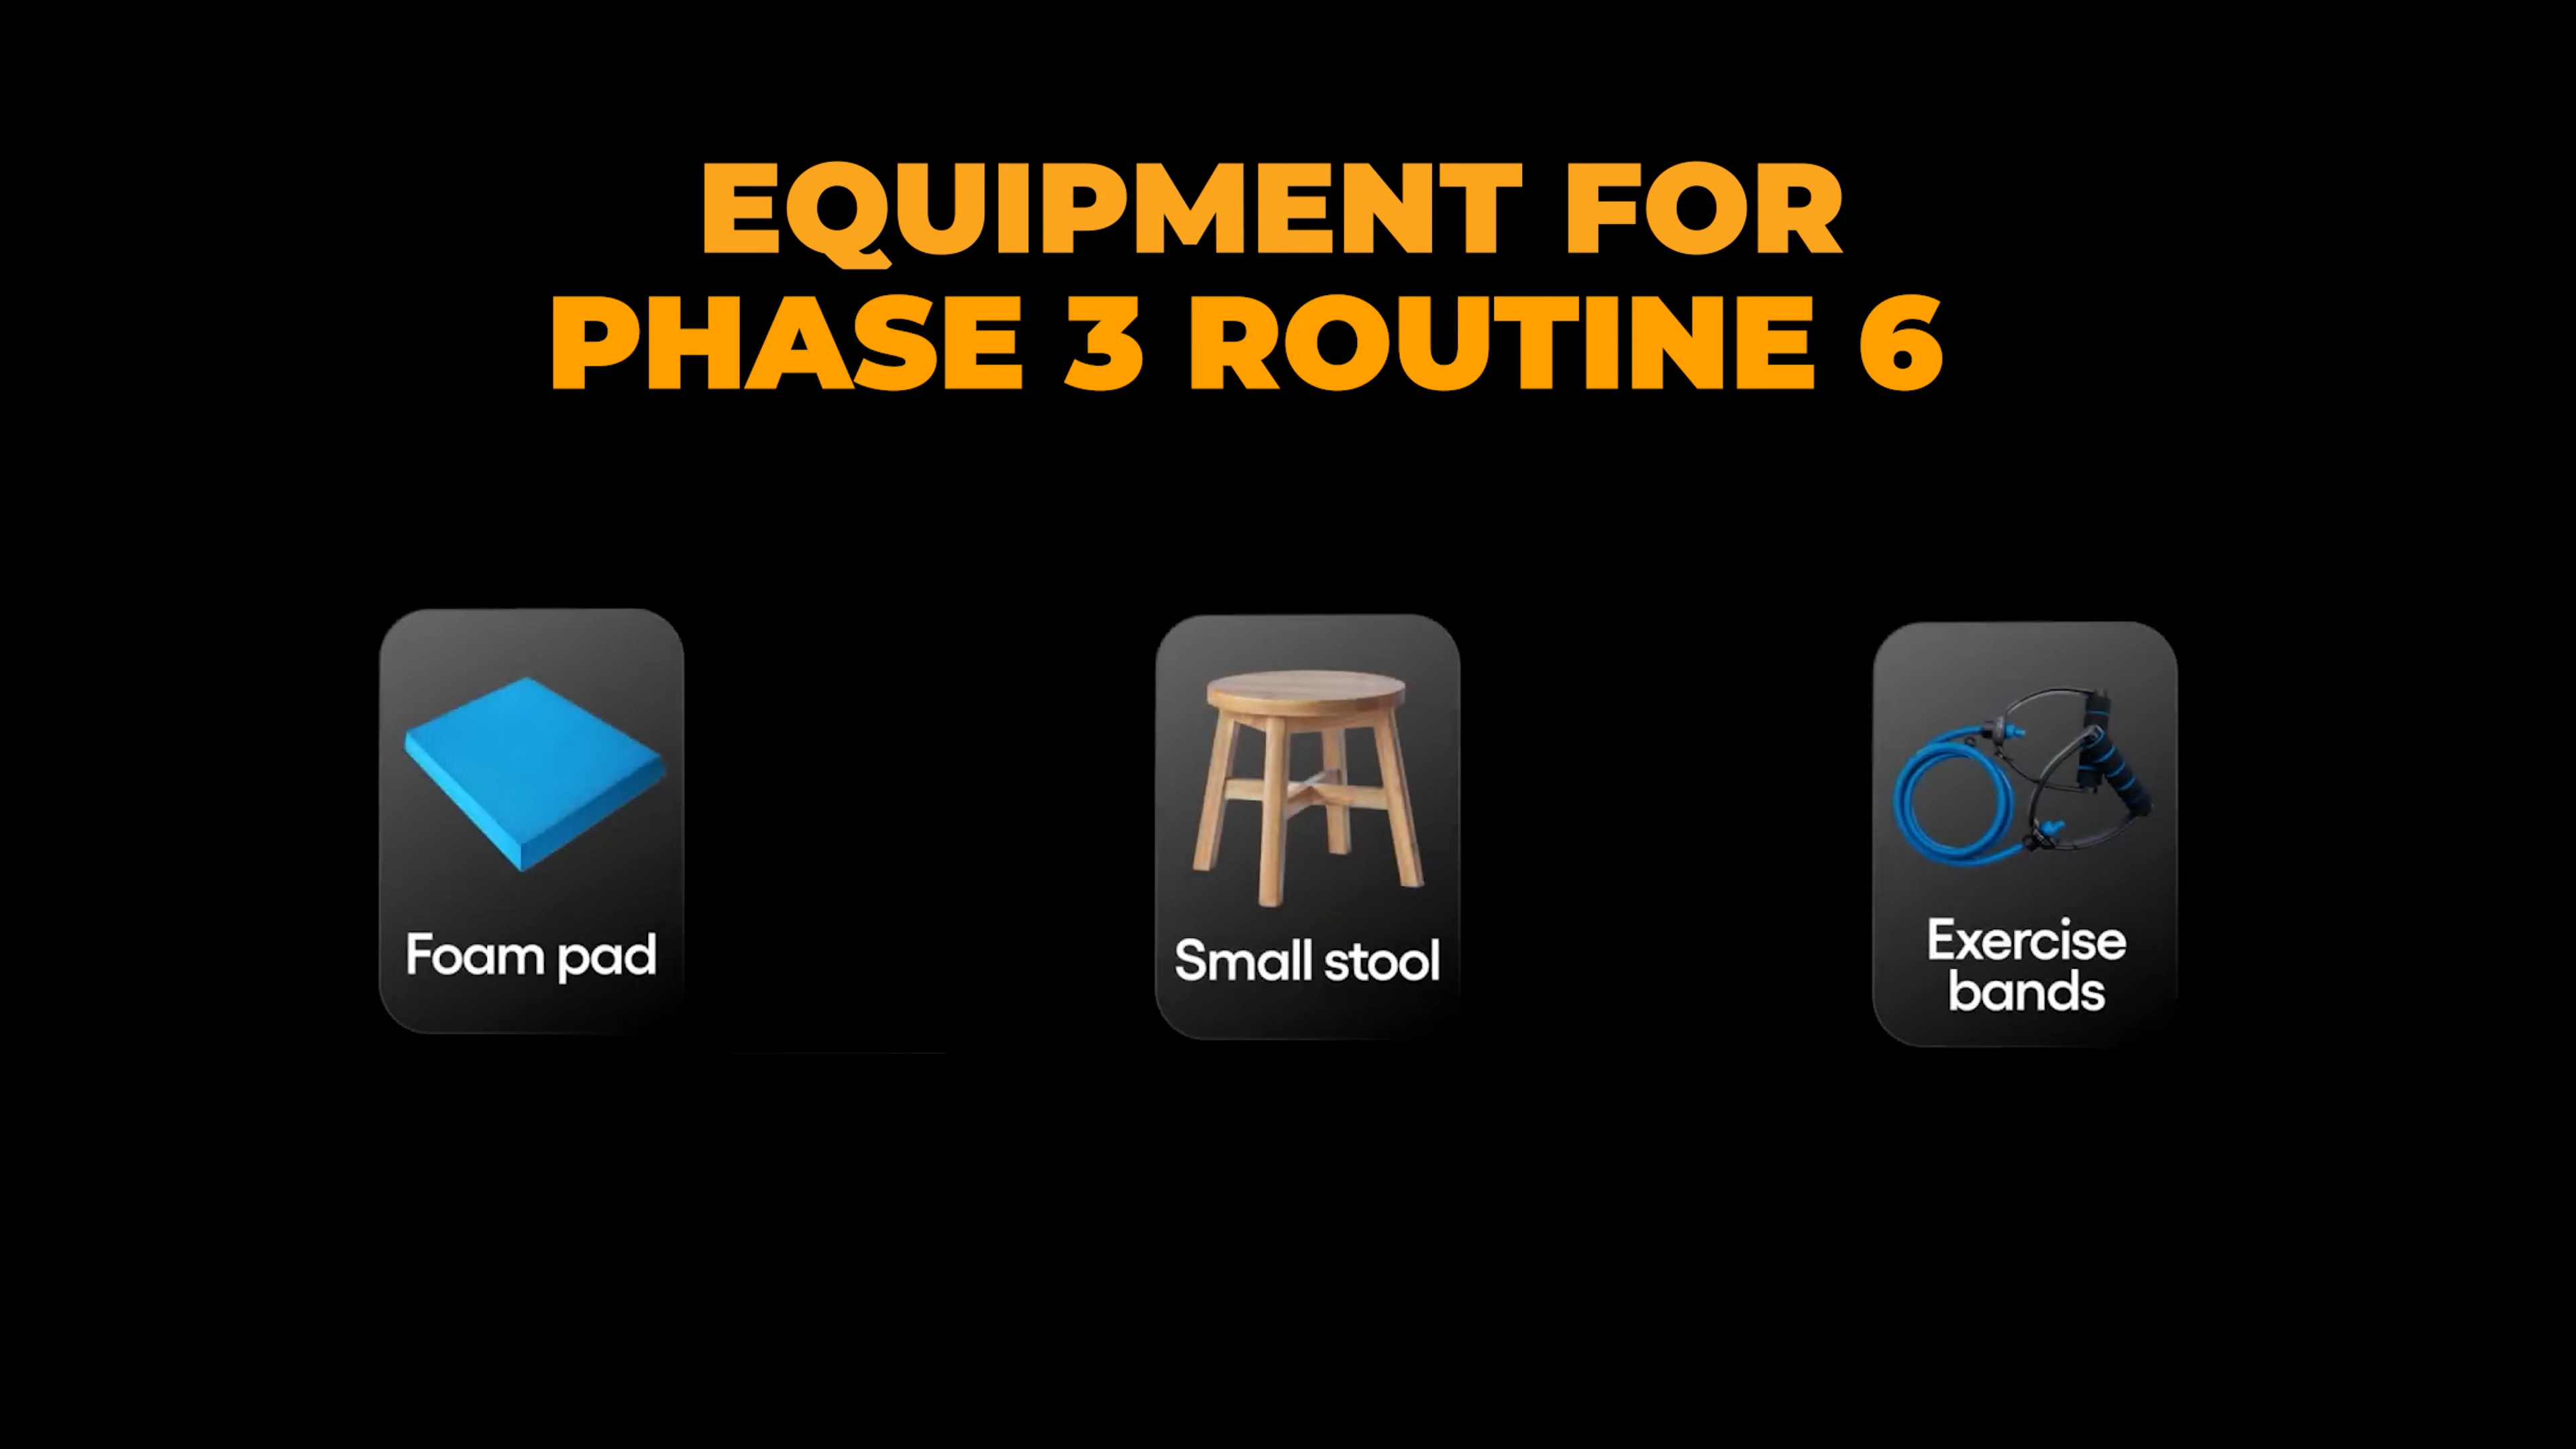 EQUIPMENT FOR
PHASE 3 ROUTINE 6
Foam pad
Small stool
Exercise
bands